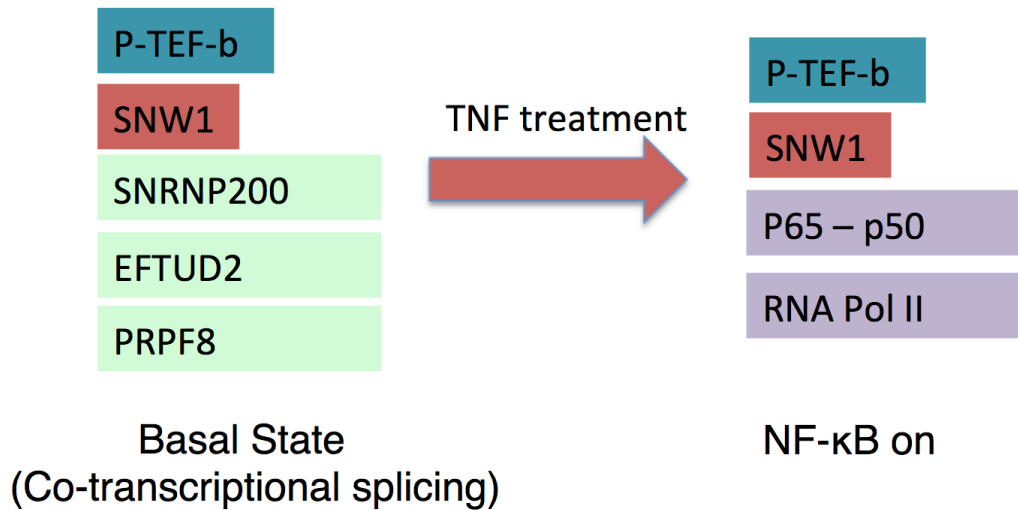 P-TEF-b
SNW1
SNRNP200
EFTUD2
PRPF8
Basal State
(Co-transcriptional splicing)
TNF treatment
P-TEF-b
SNW1
P65 – p50
RNA Pol II
NF-κB on